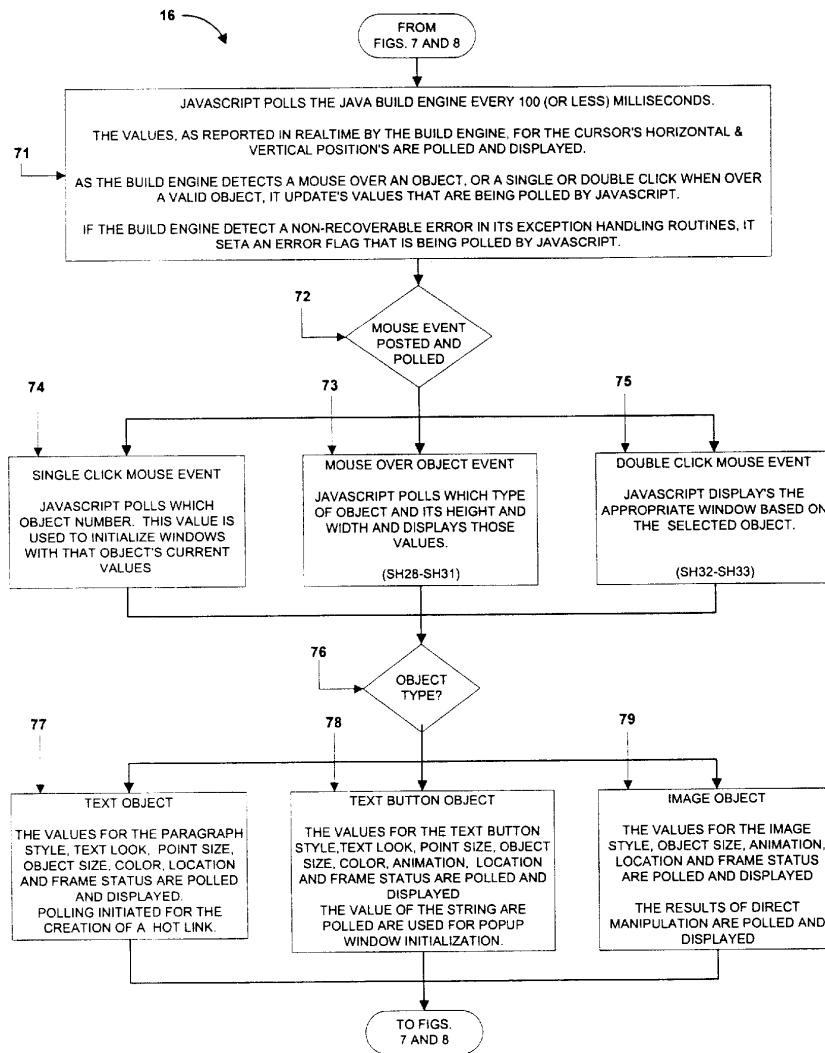 16
FROM
FIGS. 7 AND 8
71
JAVASCRIPT POLLS THE JAVA BUILD ENGINE EVERY 100 (OR LESS) MILLISECONDS.
THE VALUES, AS REPORTED IN REALTIME BY THE BUILD ENGINE, FOR THE CURSOR'S HORIZONTAL &
VERTICAL POSITION'S ARE POLLED AND DISPLAYED.
AS THE BUILD ENGINE DETECTS A MOUSE OVER AN OBJECT, OR A SINGLE OR DOUBLE CLICK WHEN OVER
A VALID OBJECT, IT UPDATE'S VALUES THAT ARE BEING POLLED BY JAVASCRIPT.
IF THE BUILD ENGINE DETECT A NON-RECOVERABLE ERROR IN ITS EXCEPTION HANDLING ROUTINES, IT
SETA AN ERROR FLAG THAT IS BEING POLLED BY JAVASCRIPT.
72
MOUSE EVENT
POSTED AND
POLLED
74
SINGLE CLICK MOUSE EVENT
JAVASCRIPT POLLS WHICH
OBJECT NUMBER. THIS VALUE IS
USED TO INITIALIZE WINDOWS
WITH THAT OBJECT'S CURRENT
VALUES
73
MOUSE OVER OBJECT EVENT
JAVASCRIPT POLLS WHICH TYPE
OF OBJECT AND ITS HEIGHT AND
WIDTH AND DISPLAYS THOSE
VALUES.
(SH28-SH31)
75
DOUBLE CLICK MOUSE EVENT
JAVASCRIPT DISPLAY'S THE
APPROPRIATE WINDOW BASED ON
THE SELECTED OBJECT.
(SH32-SH33)
76
OBJECT
TYPE?
77
TEXT OBJECT
THE VALUES FOR THE PARAGRAPH
STYLE, TEXT LOOK, POINT SIZE,
OBJECT SIZE, COLOR, LOCATION
AND FRAME STATUS ARE POLLED
AND DISPLAYED.
POLLING INITIATED FOR THE
CREATION OF A HOT LINK.
78
TEXT BUTTON OBJECT
THE VALUES FOR THE TEXT BUTTON
STYLE,TEXT LOOK, POINT SIZE, OBJECT
SIZE, COLOR, ANIMATION, LOCATION
AND FRAME STATUS ARE POLLED AND
DISPLAYED
THE VALUE OF THE STRING ARE
POLLED ARE USED FOR POPUP
WINDOW INITIALIZATION.
79
IMAGE OBJECT
THE VALUES FOR THE IMAGE
STYLE, OBJECT SIZE, ANIMATION,
LOCATION AND FRAME STATUS
ARE POLLED AND DISPLAYED
THE RESULTS OF DIRECT
MANIPULATION ARE POLLED AND
DISPLAYED
TO FIGS.
7 AND 8